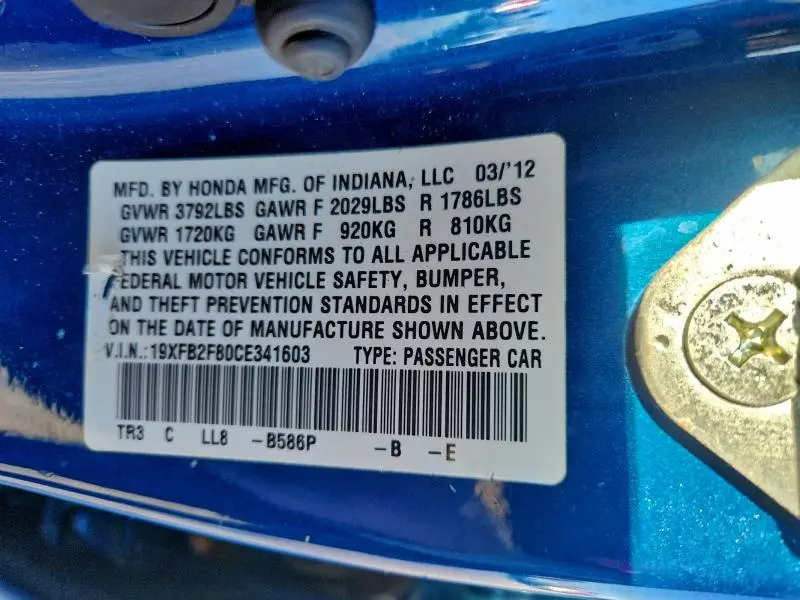 MFD. BY HONDA MFG. OF INDIANA, LLC 03/'12
GVWR 3792LBS GAWR F 2029LBS R 1786LBS
GVWR 1720KG GAWR F 920KG R 810KG
THIS VEHICLE CONFORMS TO ALL APPLICABLE
FEDERAL MOTOR VEHICLE SAFETY, BUMPER,
AND THEFT PREVENTION STANDARDS IN EFFECT
ON THE DATE OF MANUFACTURE SHOWN ABOVE.
V.I.N.:19XFB2F80CE341603 TYPE: PASSENGER CAR
TR3 C LL8 -B586P -B -E